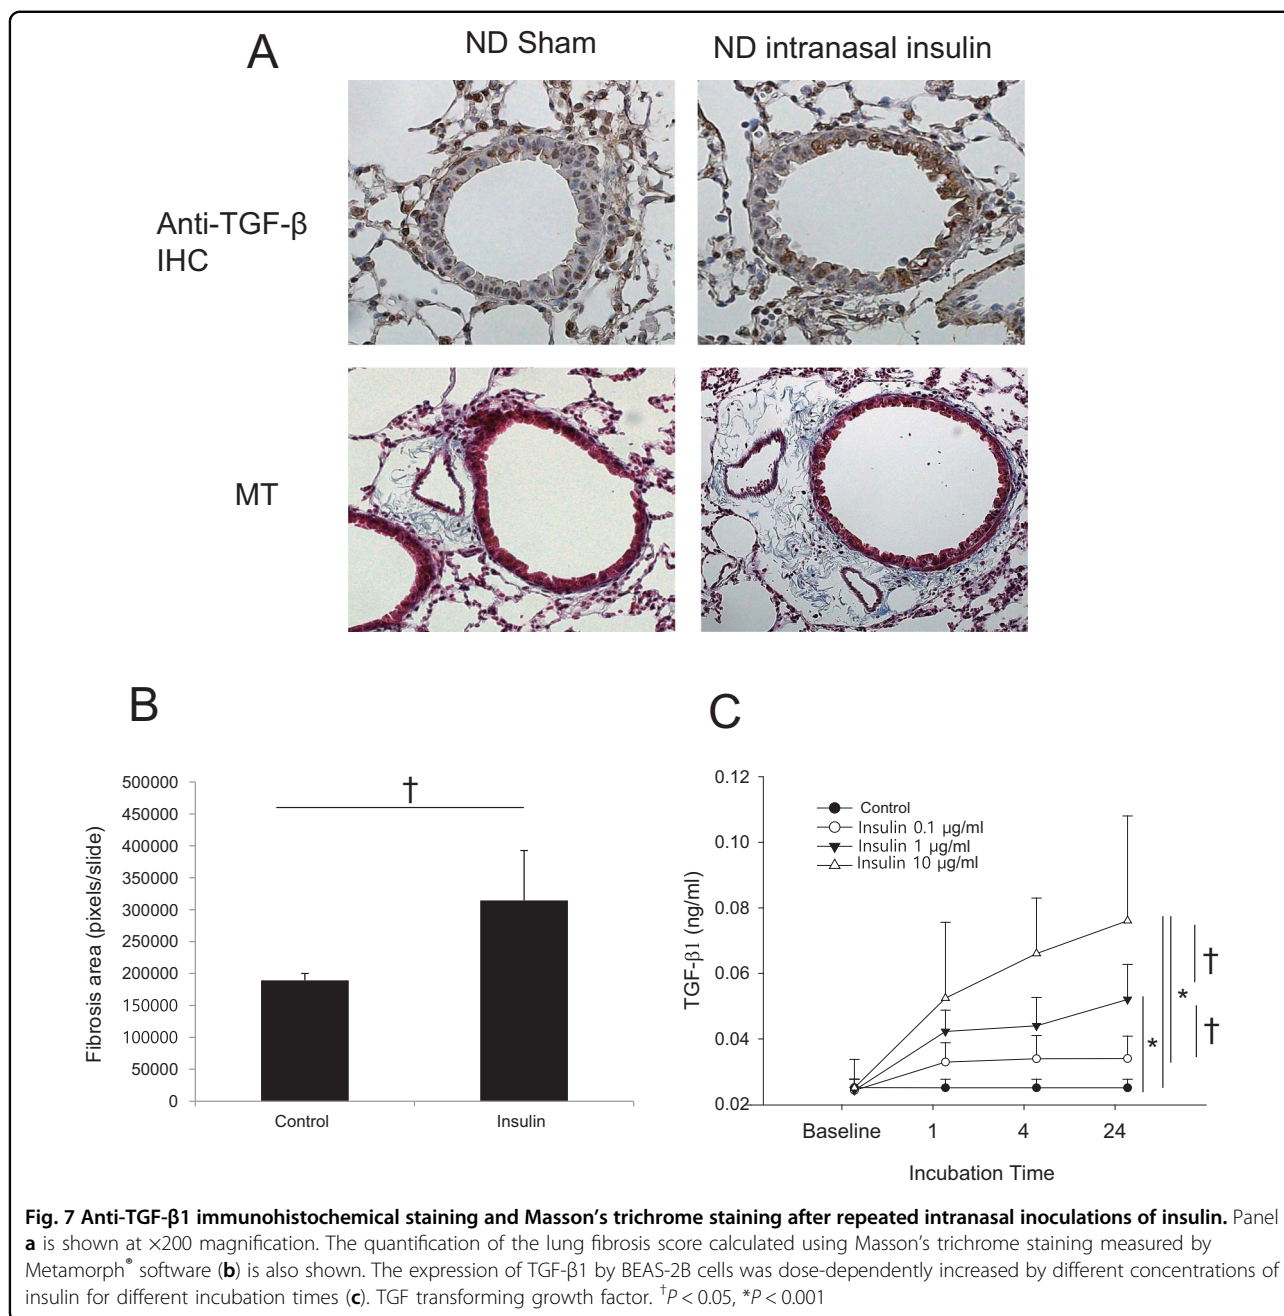 A
ND Sham
ND intranasal insulin
Anti-TGF-β
IHC
MT
B
†
500000
450000
400000
350000
300000
250000
200000
150000
100000
50000
0
Fibrosis area (pixels/slide)
Control
Insulin
C
0.12
0.10
0.08
0.06
0.04
0.02
TGF-β1 (ng/ml)
Control
Insulin 0.1 µg/ml
Insulin 1 µg/ml
Insulin 10 µg/ml
*
*
†
†
Baseline
1
4
24
Incubation Time
Fig. 7 Anti-TGF-β1 immunohistochemical staining and Masson's trichrome staining after repeated intranasal inoculations of insulin. Panel
a is shown at ×200 magnification. The quantification of the lung fibrosis score calculated using Masson's trichrome staining measured by
Metamorph® software (b) is also shown. The expression of TGF-β1 by BEAS-2B cells was dose-dependently increased by different concentrations of
insulin for different incubation times (c). TGF transforming growth factor. †P < 0.05, *P < 0.001